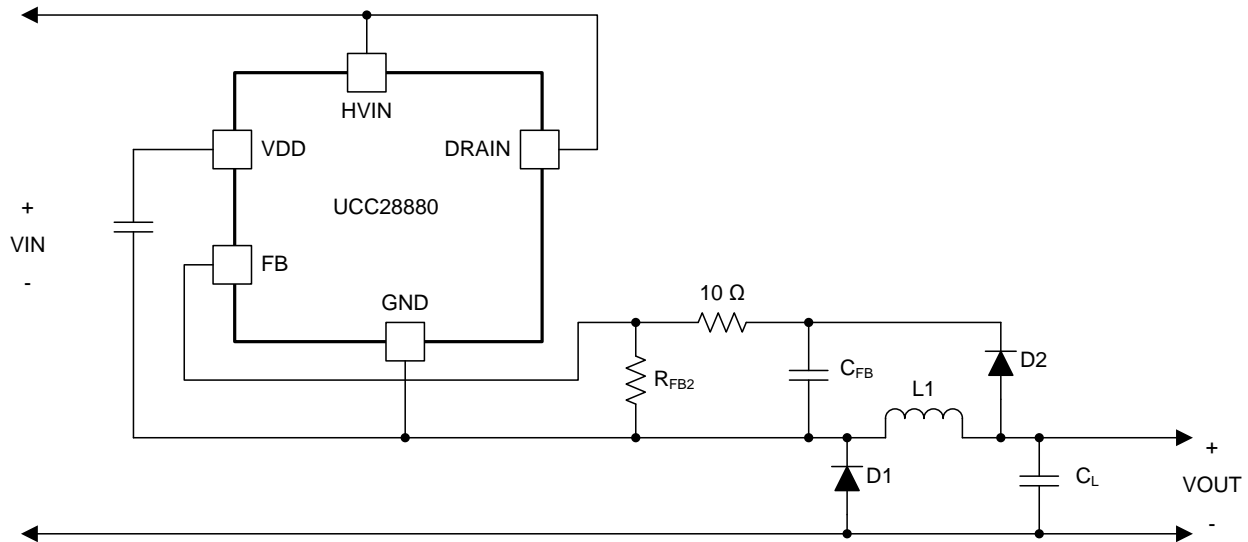 HVIN
VDD
DRAIN
UCC28880
+
VIN
-
FB
GND
10 Ω
RFB2
CFB
D2
L1
D1
CL
+
VOUT
-